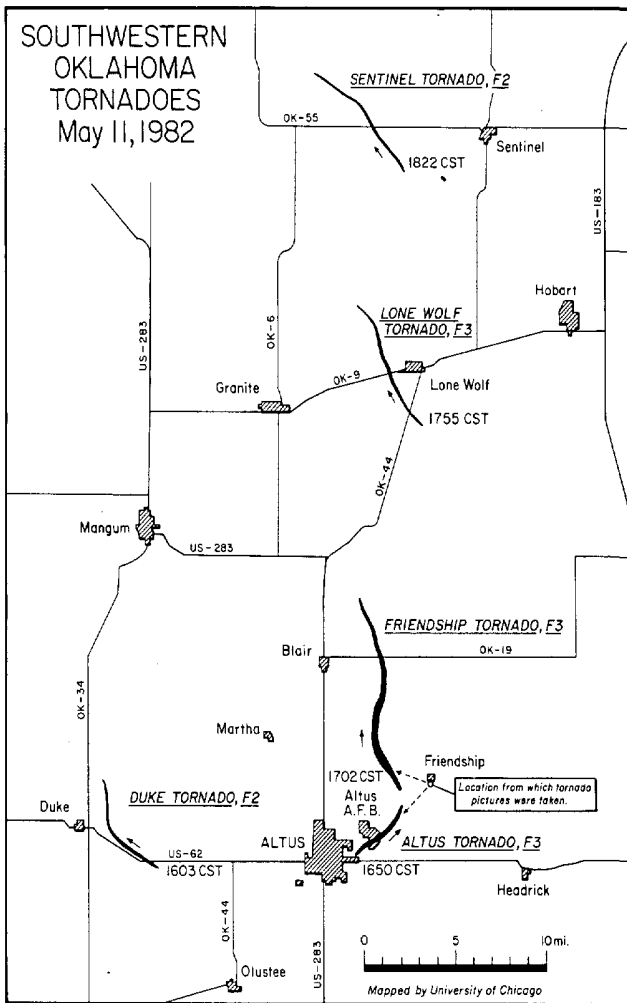 SOUTHWESTERN
OKLAHOMA
TORNADOES
May 11, 1982
SENTINEL TORNADO, F2
OK-55
Sentinel
1822 CST
US-183
Hobart
LONE WOLF
TORNADO, F3
US-283
OK-6
Granite
OK-9
Lone Wolf
1755 CST
OK-44
Mangum
US-283
FRIENDSHIP TORNADO, F3
Blair
OK-19
OK-34
Martha
Friendship
1702 CST
Location from which tornado
pictures were taken.
Altus
A.F.B.
DUKE TORNADO, F2
Duke
ALTUS
ALTUS TORNADO, F3
US-62
1603 CST
1650 CST
Headrick
OK-44
US-283
Olustee
0 5 10 mi.
Mapped by University of Chicago